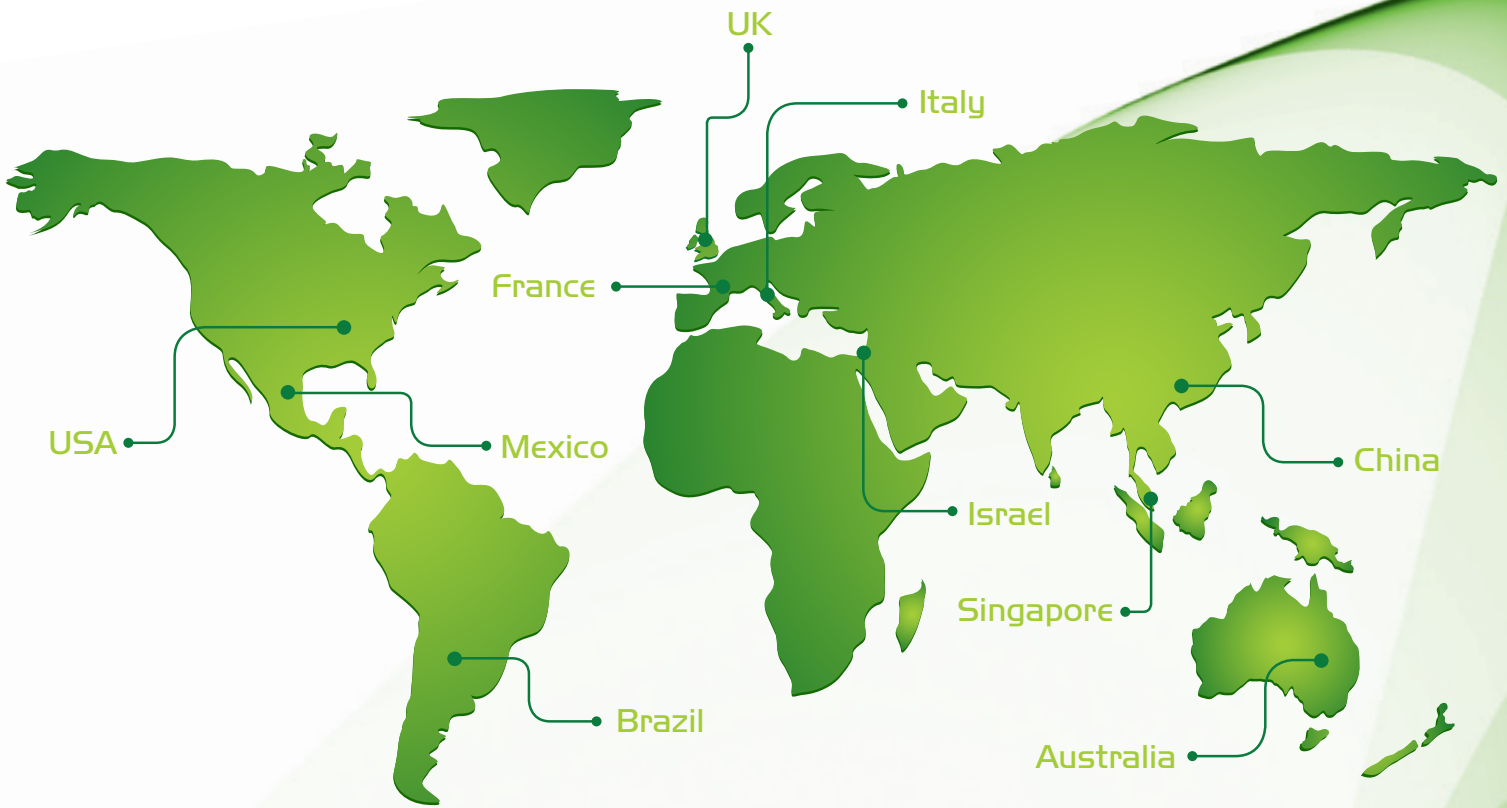 UK
Italy
France
USA
Mexico
China
Israel
Singapore
Brazil
Australia